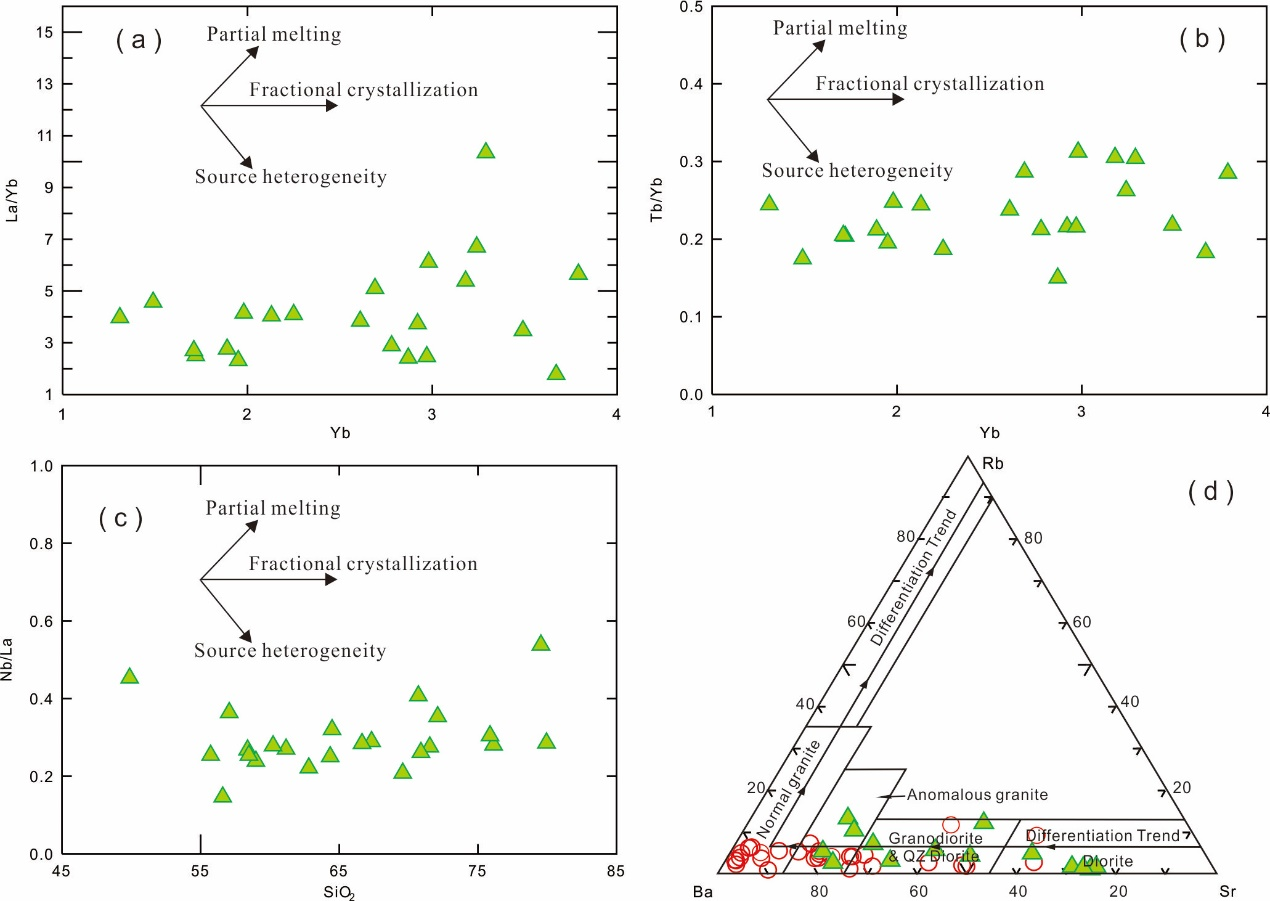 ( a )
Partial melting
Fractional crystallization
Source heterogeneity
15
13
11
9
7
5
3
1
La/Yb
1 2 3 4
Yb
( b )
Partial melting
Fractional crystallization
Source heterogeneity
0.5
0.4
0.3
0.2
0.1
0.0
Tb/Yb
1 2 3 4
Yb
( c )
Partial melting
Fractional crystallization
Source heterogeneity
1.0
0.8
0.6
0.4
0.2
0.0
Nb/La
45 55 65 75 85
SiO₂
( d )
Rb
80 80
60 60
40 40
20 20
Differentiation Trend
Normal granite
Anomalous granite
Granodiorite
& QZ Diorite
Differentiation Trend
Diorite
Ba 80 60 40 20 Sr